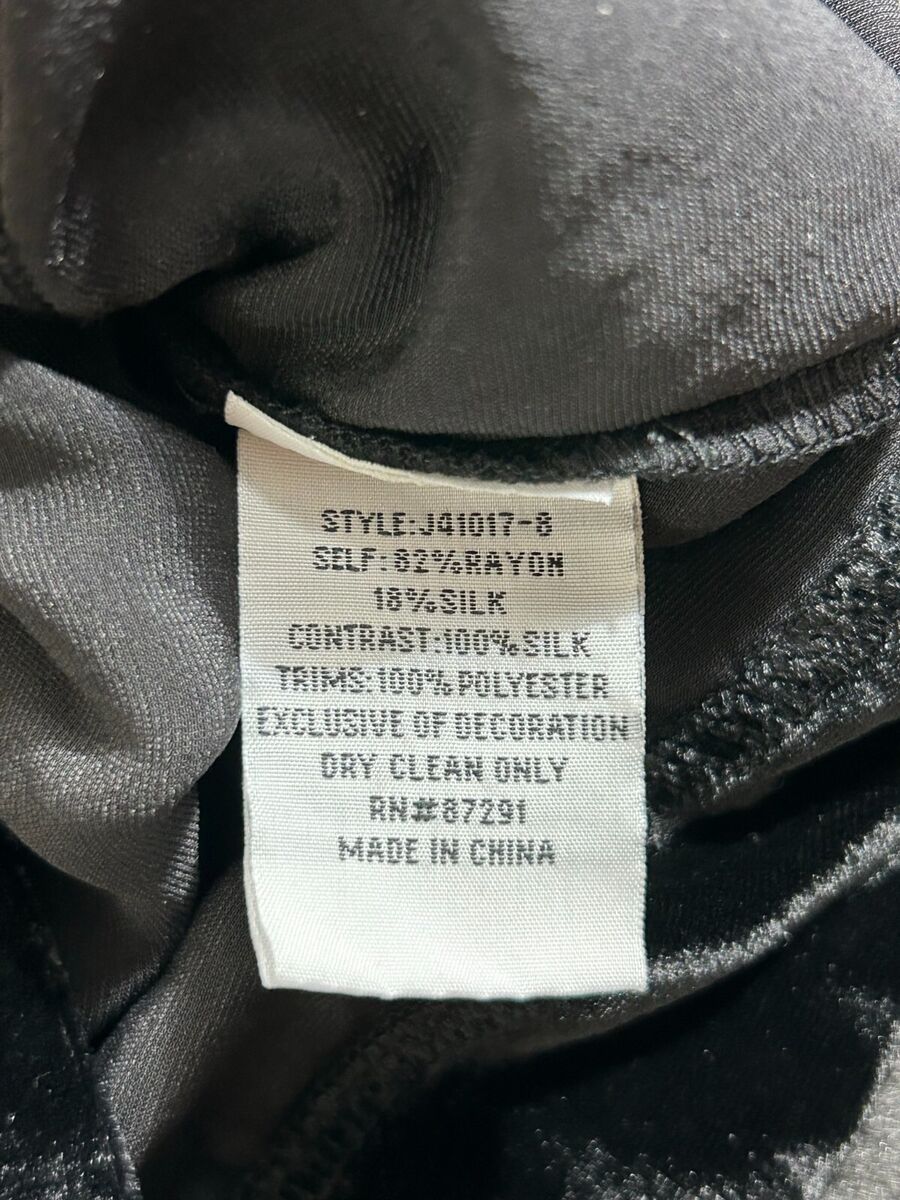 STYLE:J41017-8
SELF:82%RAYON
18%SILK
CONTRAST:100%SILK
TRIMS:100%POLYESTER
EXCLUSIVE OF DECORATION
DRY CLEAN ONLY
RN#87291
MADE IN CHINA